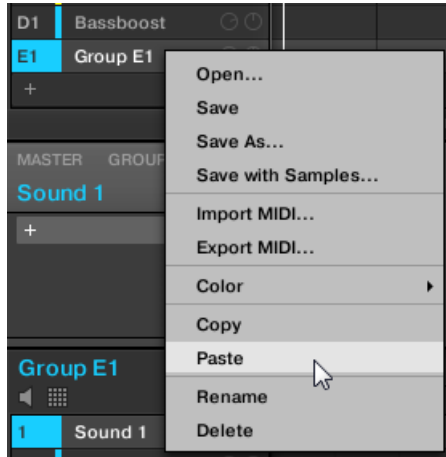 D1 Bassboost
E1 Group E1
+
Open...
Save
Save As...
Save with Samples...
Import MIDI...
Export MIDI...
Color
Copy
Paste
Rename
Delete
MASTER GROUP
Sound 1
+
Group E1
1 Sound 1